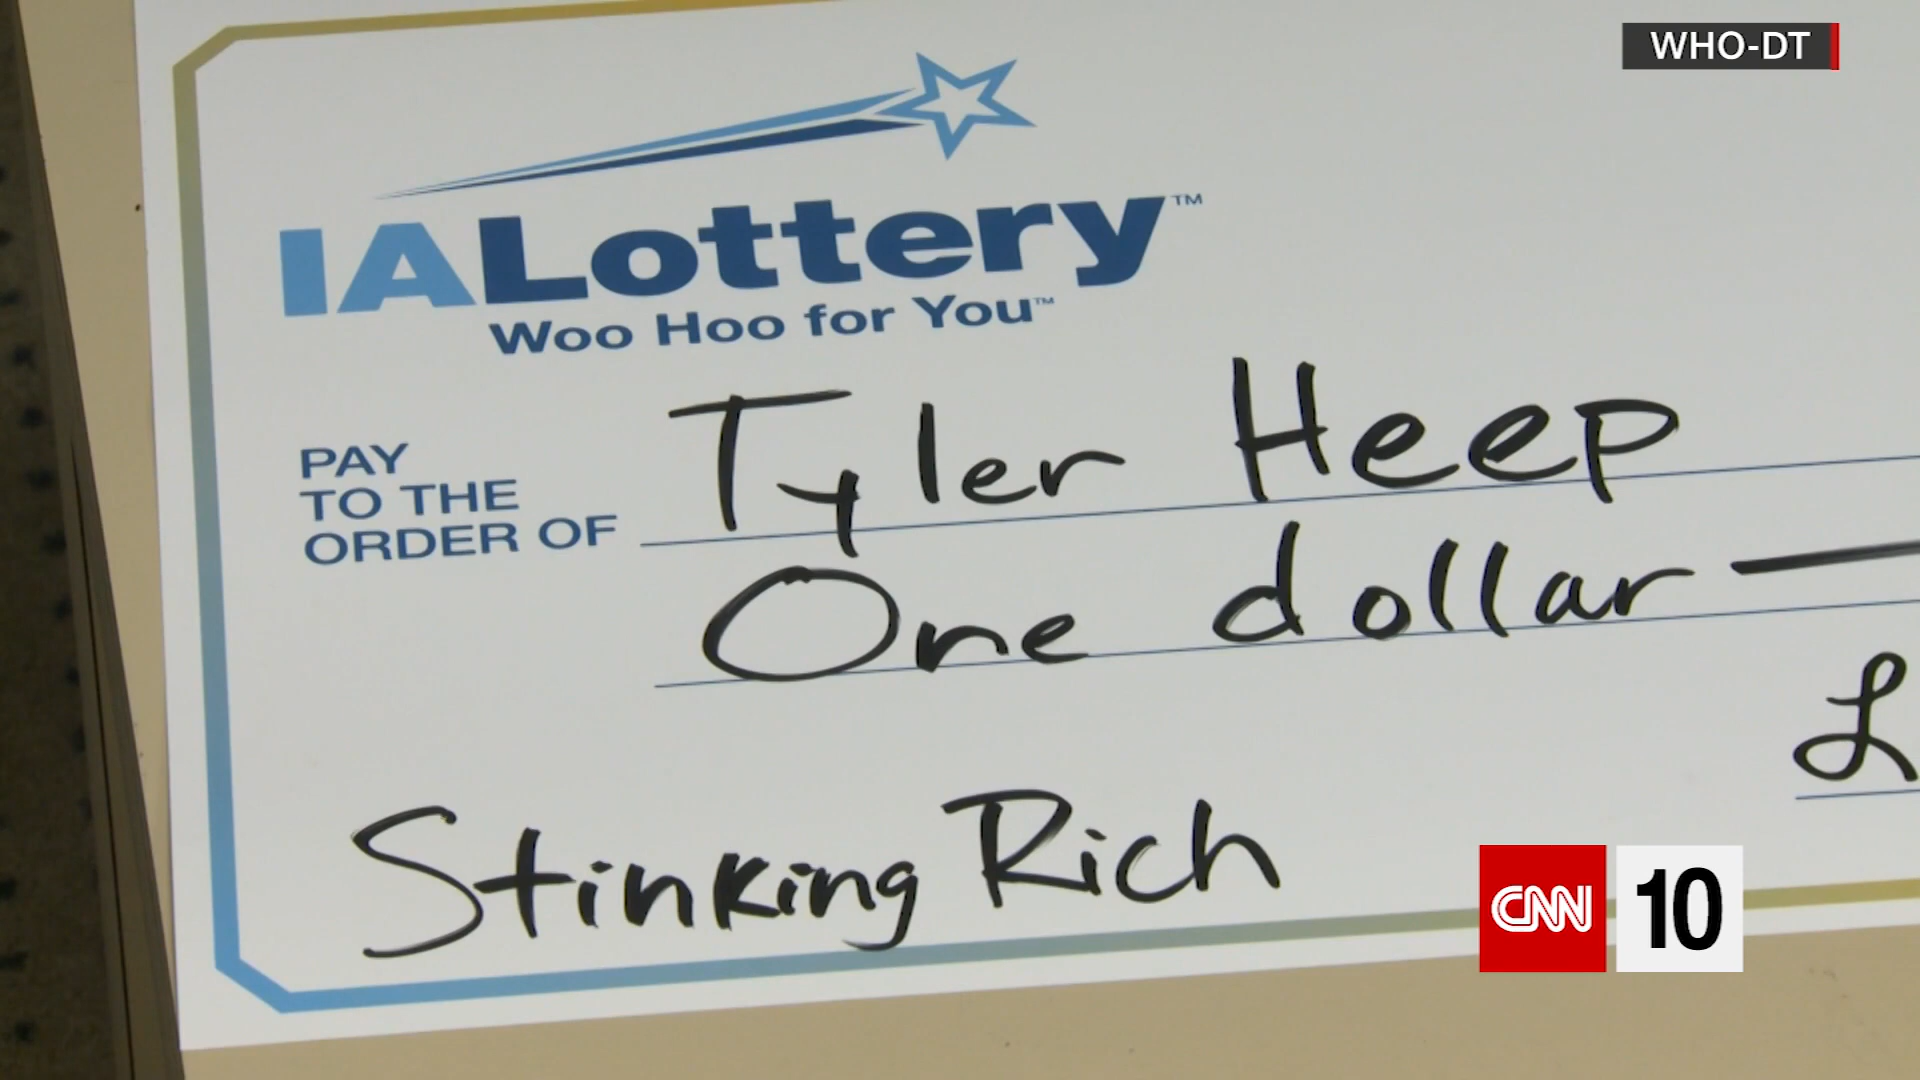 WHO-DT
IALottery™
Woo Hoo for You™
PAY
TO THE
ORDER OF
Tyler Heep
One dollar
Stinking Rich
CNN 10